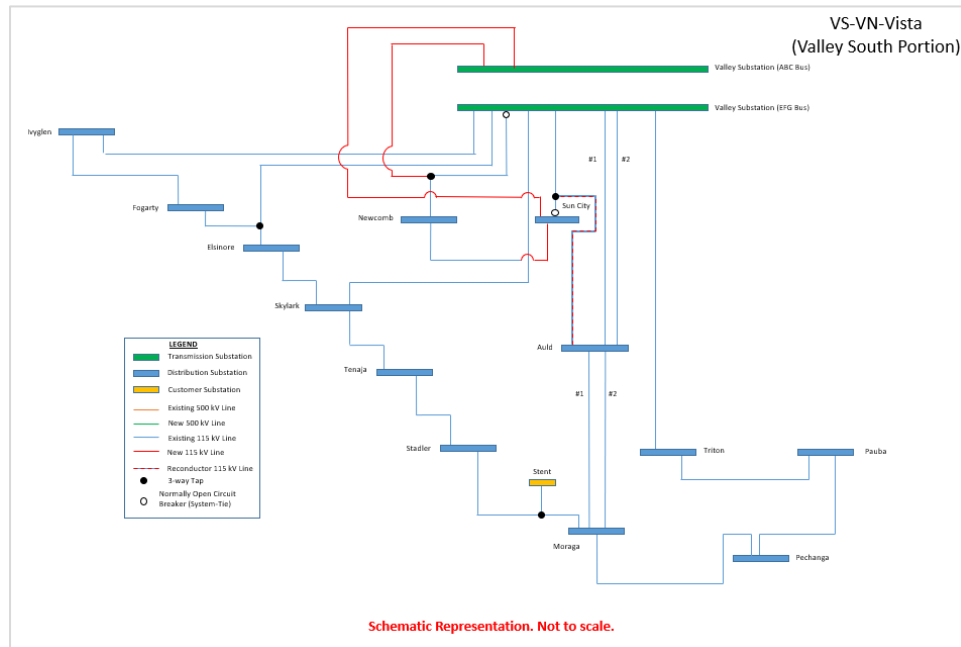 VS-VN-Vista
(Valley South Portion)
Valley Substation (ABC Bus)
Valley Substation (EFG Bus)
Ivyglen
#1
#2
Fogarty
Newcomb
Sun City
Elsinore
Skylark
LEGEND
Transmission Substation
Distribution Substation
Customer Substation
Existing 500 kV Line
New 500 kV Line
Existing 115 kV Line
New 115 kV Line
Reconductor 115 kV Line
3-way Tap
Normally Open Circuit
Breaker (System-Tie)
Auld
Tenaja
#1
#2
Stadler
Triton
Pauba
Stent
Moraga
Pechanga
Schematic Representation. Not to scale.